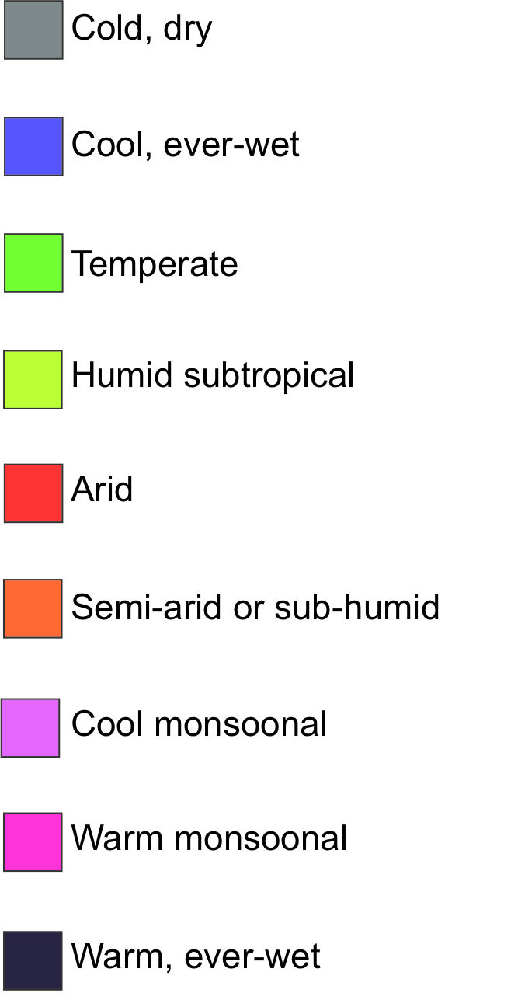 Cold, dry
Cool, ever-wet
Temperate
Humid subtropical
Arid
Semi-arid or sub-humid
Cool monsoonal
Warm monsoonal
Warm, ever-wet